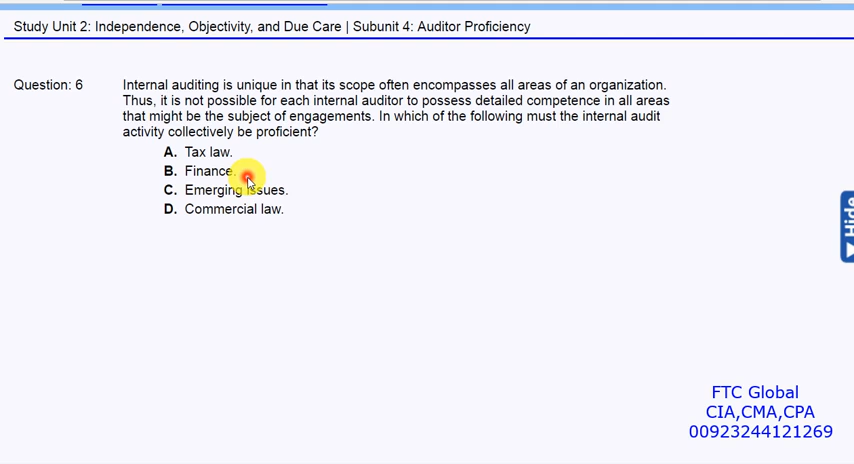 Study Unit 2: Independence, Objectivity, and Due Care | Subunit 4: Auditor Proficiency
Question: 6 Internal auditing is unique in that its scope often encompasses all areas of an organization.
Thus, it is not possible for each internal auditor to possess detailed competence in all areas
that might be the subject of engagements. In which of the following must the internal audit
activity collectively be proficient?
A. Tax law.
B. Finance.
C. Emerging issues.
D. Commercial law.
Hide
FTC Global
CIA,CMA,CPA
00923244121269